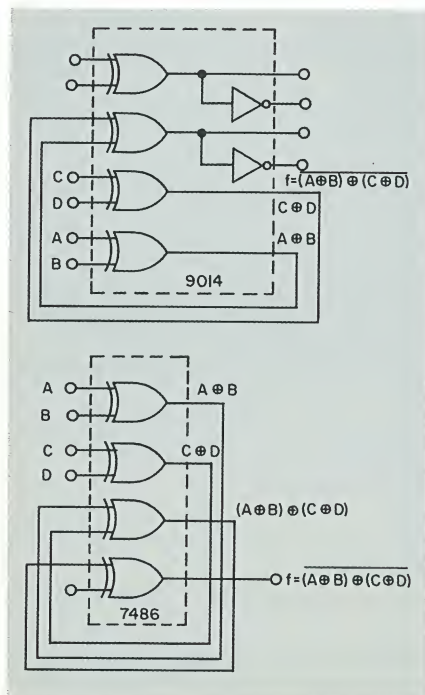 f=(A⊕B) ⊕ (C⊕D)
C
D
C ⊕ D
A
B
A ⊕ B
9014
A
B
A ⊕ B
C
D
C ⊕ D
(A⊕B) ⊕ (C⊕D)
f=(A⊕B) ⊕ (C⊕D)
7486